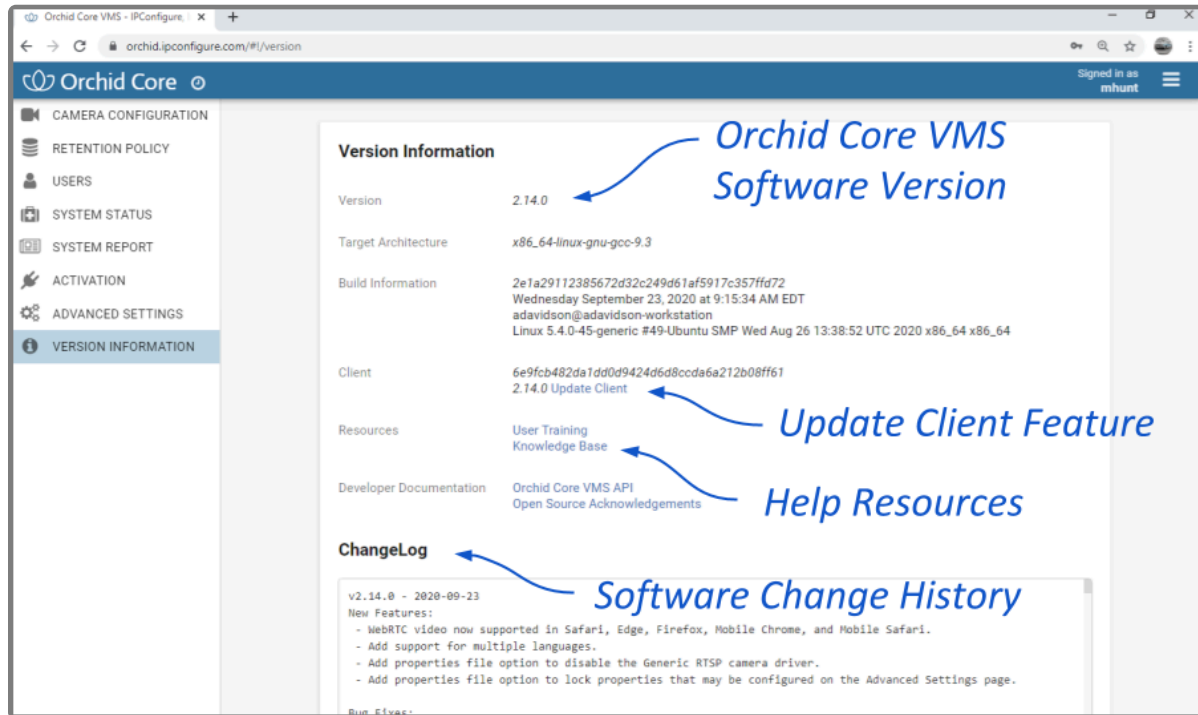 Orchid Core VMS - IPConfigure, 
orchid.ipconfigure.com/#!/version
Orchid Core
Signed in as
mhunt
CAMERA CONFIGURATION
RETENTION POLICY
USERS
SYSTEM STATUS
SYSTEM REPORT
ACTIVATION
ADVANCED SETTINGS
VERSION INFORMATION
Version Information
Orchid Core VMS
Software Version
Version 2.14.0
Target Architecture x86_64-linux-gnu-gcc-9.3
Build Information 2e1a29112385672d32c249d61af5917c357ffd72
Wednesday September 23, 2020 at 9:15:34 AM EDT
adavidson@adavidson-workstation
Linux 5.4.0-45-generic #49-Ubuntu SMP Wed Aug 26 13:38:52 UTC 2020 x86_64 x86_64
Client 6e9fcb482da1dd0d9424d6d8ccda6a212b08ff61
2.14.0 Update Client
Update Client Feature
Resources User Training
Knowledge Base
Help Resources
Developer Documentation Orchid Core VMS API
Open Source Acknowledgements
ChangeLog
Software Change History
v2.14.0 - 2020-09-23
New Features:
- WebRTC video now supported in Safari, Edge, Firefox, Mobile Chrome, and Mobile Safari.
- Add support for multiple languages.
- Add properties file option to disable the Generic RTSP camera driver.
- Add properties file option to lock properties that may be configured on the Advanced Settings page.
Bug Fixes: